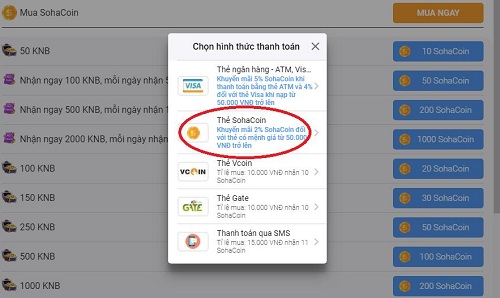 Mua SohaCoin
MUA NGAY
Chọn hình thức thanh toán
50 KNB
10 SohaCoin
Nhận ngay 100 KNB, mỗi ngày nhận 5
50 SohaCoin
Nhận ngay 500 KNB, mỗi ngày nhận
200 SohaCoin
Nhận ngay 2000 KNB, mỗi ngày nhận
1000 SohaCoin
100 KNB
20 SohaCoin
150 KNB
30 SohaCoin
250 KNB
50 SohaCoin
500 KNB
100 SohaCoin
1000 KNB
200 SohaCoin
VISA
Thẻ ngân hàng - ATM, Vis...
Khuyến mãi 5% SohaCoin khi
thanh toán bằng thẻ ATM và 4%
đối với thẻ Visa khi nạp từ
50.000 VNĐ trở lên
Thẻ SohaCoin
Khuyến mãi 2% SohaCoin đối
với thẻ có mệnh giá từ 50.000
VNĐ trở lên
VCOIN
Thẻ Vcoin
Tỉ lệ mua: 10.000 VNĐ nhận 10
SohaCoin
GATE
Thẻ Gate
Tỉ lệ mua: 10.000 VNĐ nhận 10
SohaCoin
Thanh toán qua SMS
Tỉ lệ mua: 15.000 VNĐ nhận 11
SohaCoin